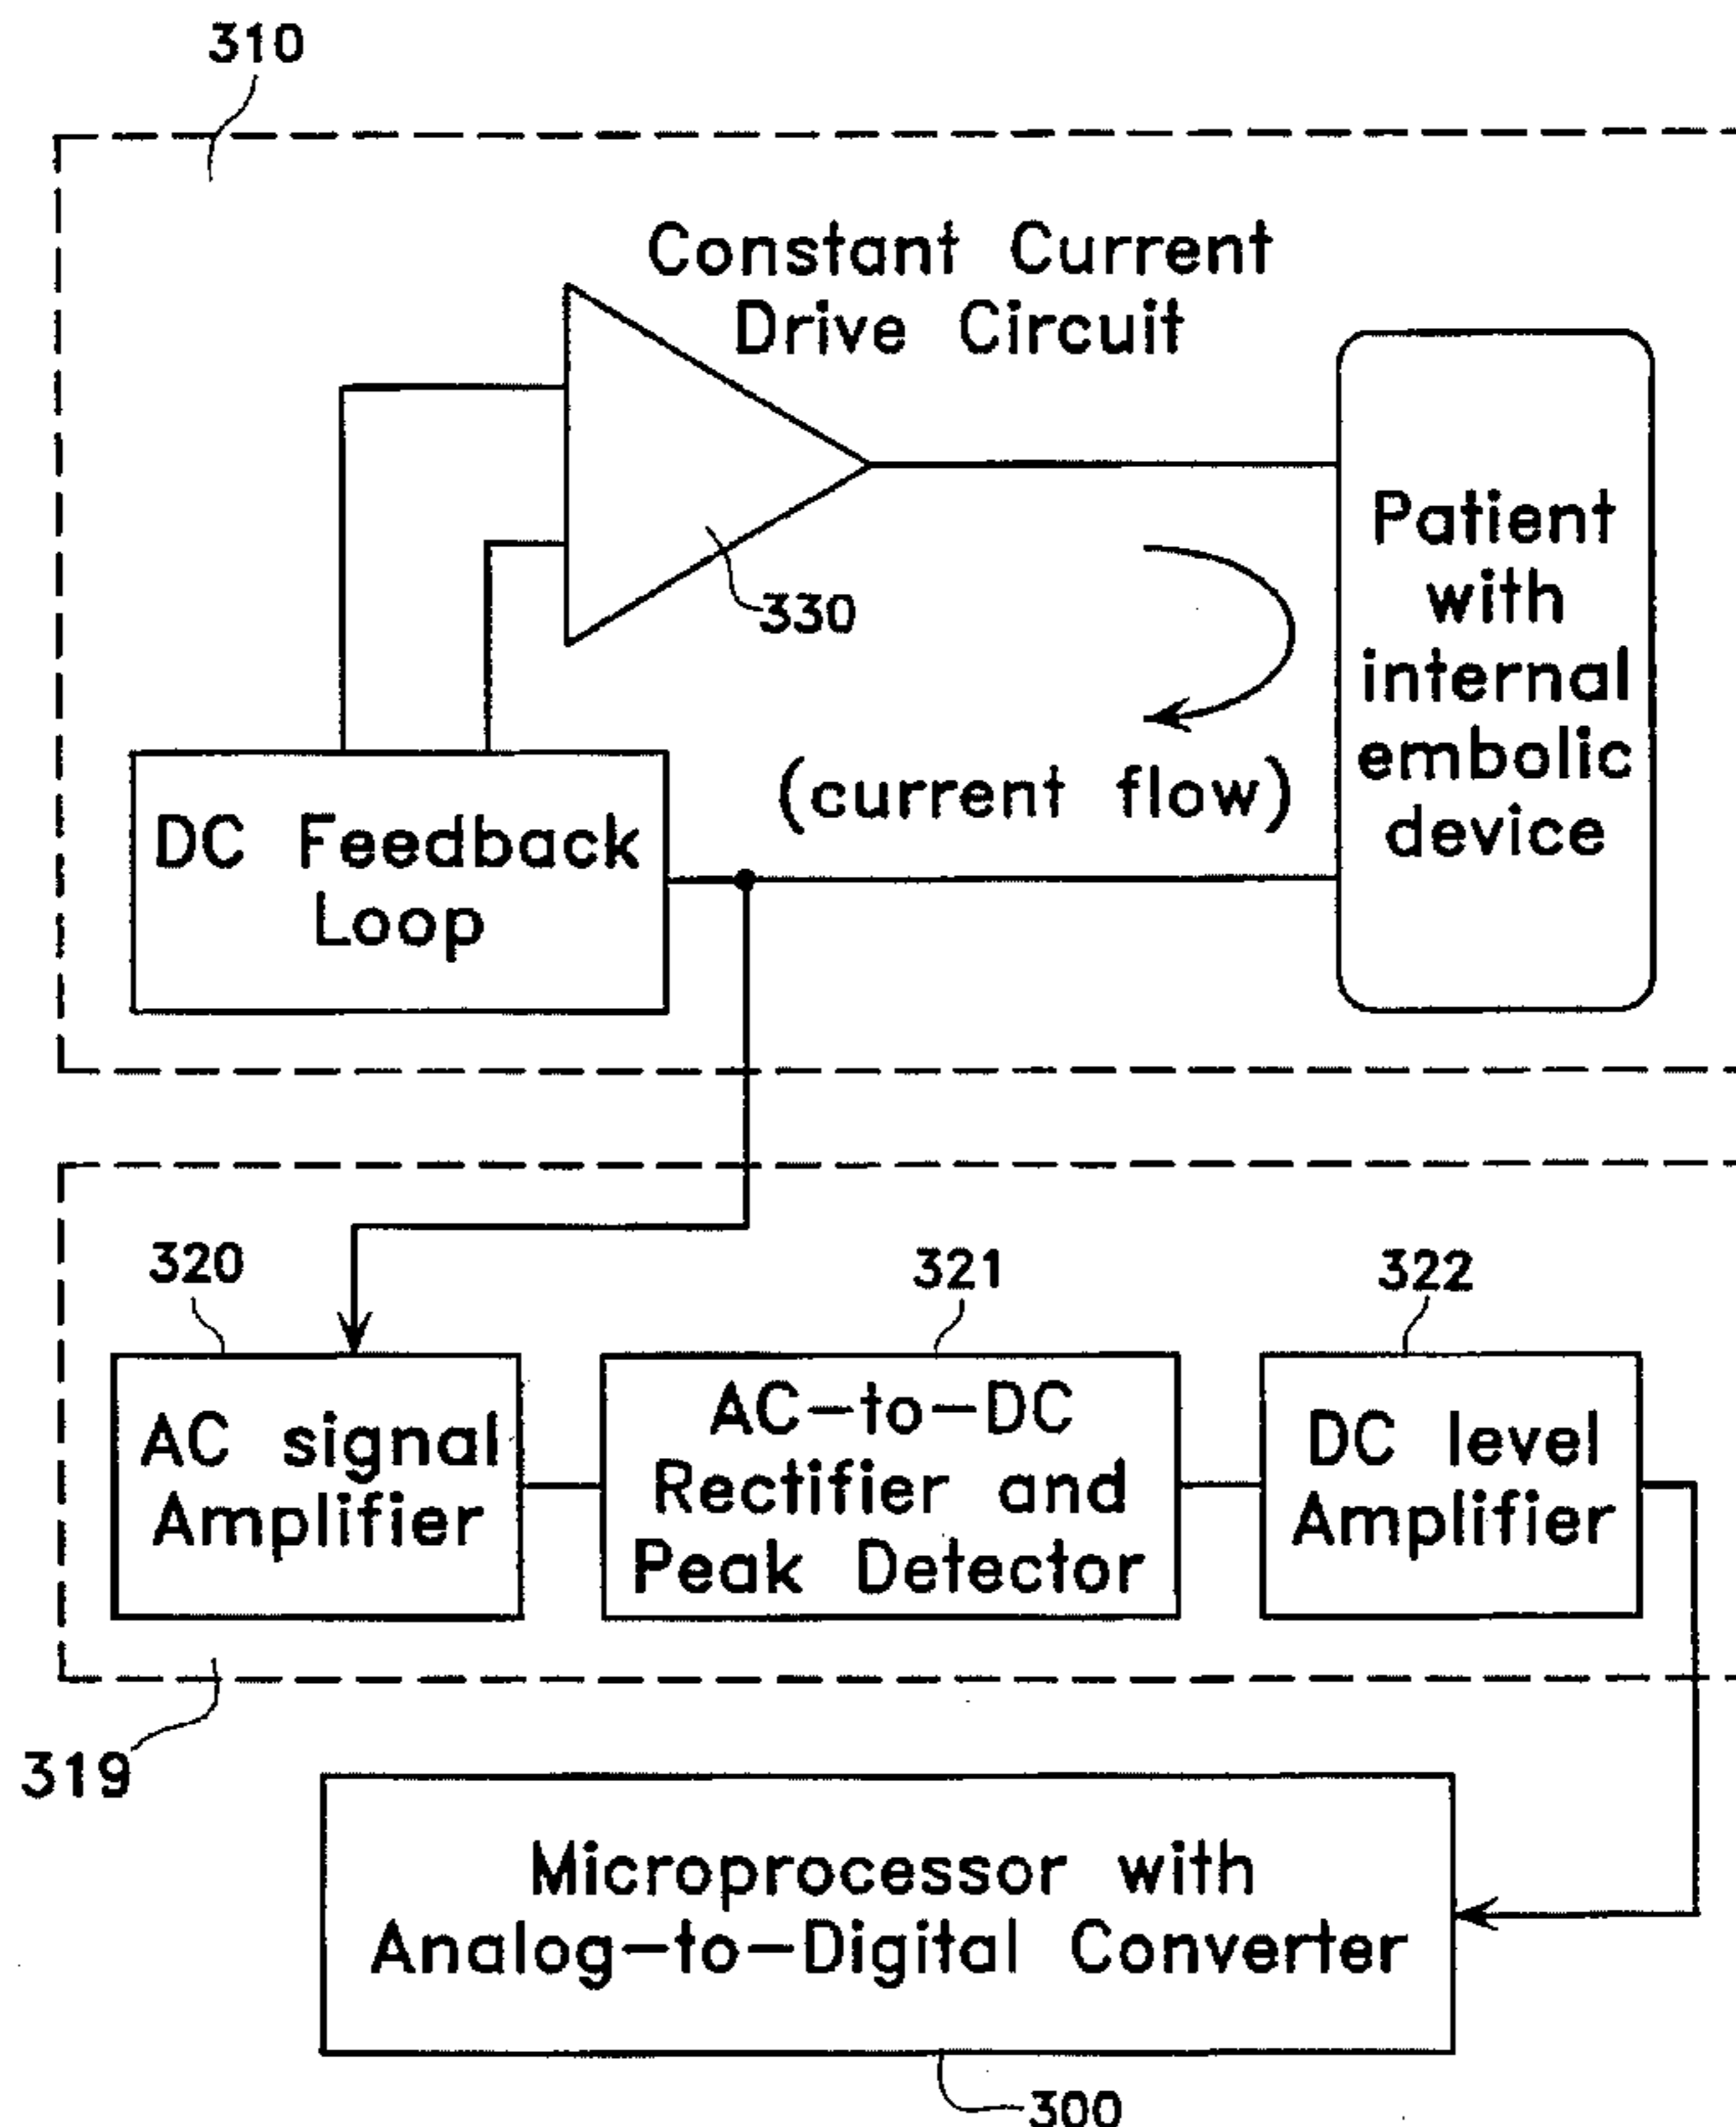 310
Constant Current
Drive Circuit
330
Patient
with
internal
embolic
device
(current flow)
DC Feedback
Loop
320
321
322
AC signal
Amplifier
AC-to-DC
Rectifier and
Peak Detector
DC level
Amplifier
319
Microprocessor with
Analog-to-Digital Converter
300